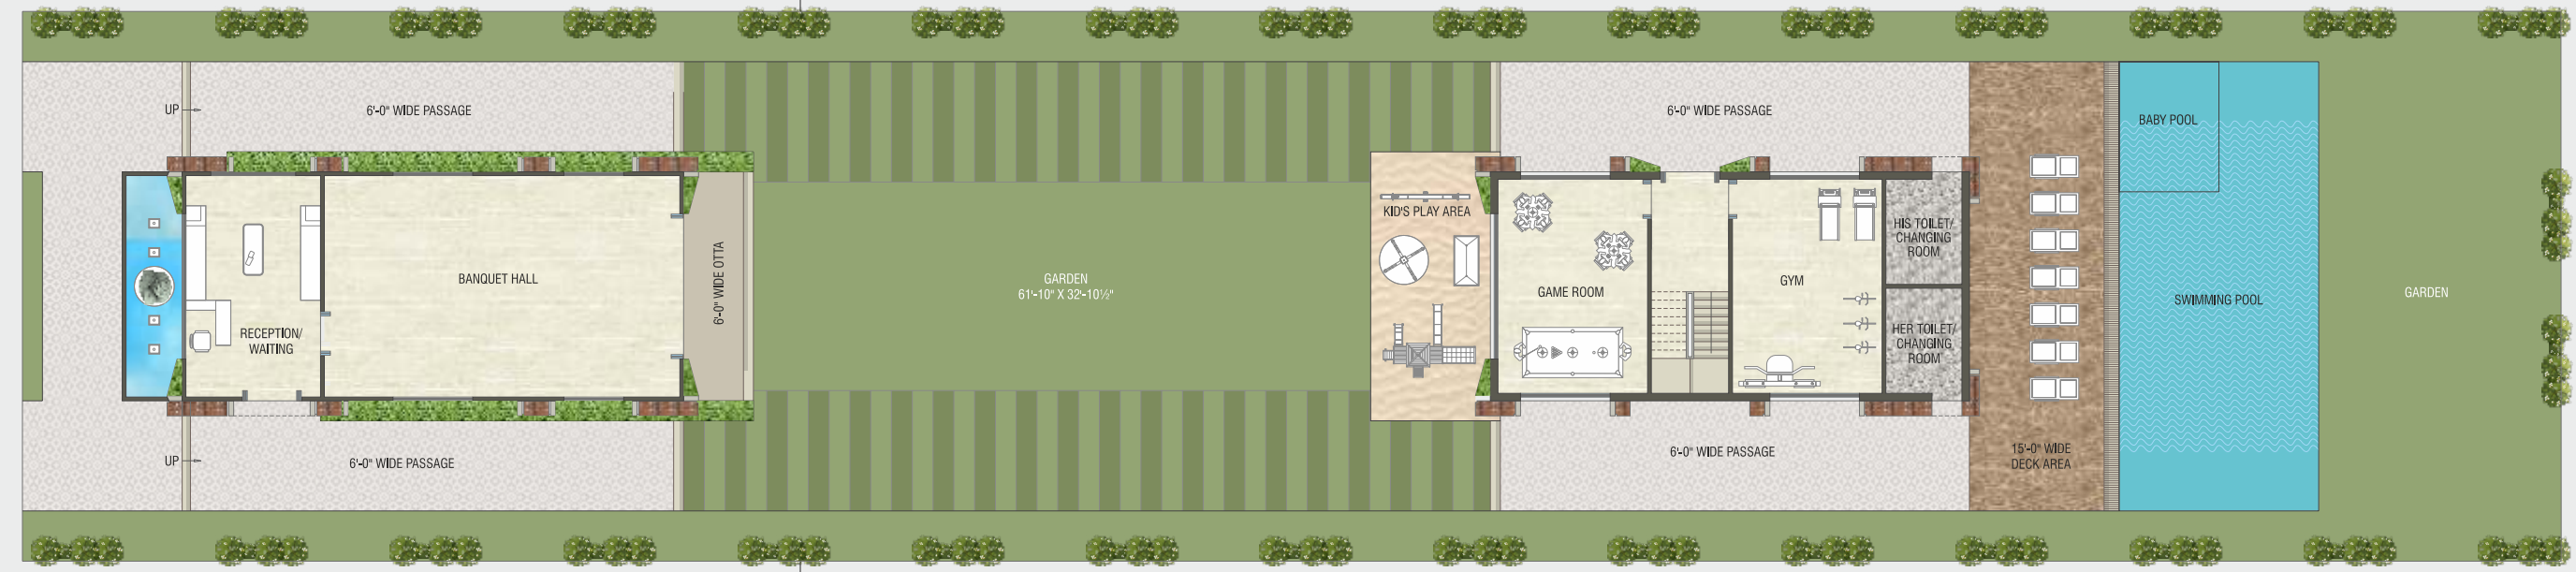 UP
6'-0" WIDE PASSAGE
RECEPTION/
WAITING
BANQUET HALL
6'-0" WIDE OTTA
UP
6'-0" WIDE PASSAGE
GARDEN
61'-10" X 32'-10½"
KID'S PLAY AREA
6'-0" WIDE PASSAGE
GAME ROOM
GYM
HIS TOILET/
CHANGING
ROOM
HER TOILET/
CHANGING
ROOM
6'-0" WIDE PASSAGE
15'-0" WIDE
DECK AREA
BABY POOL
SWIMMING POOL
GARDEN